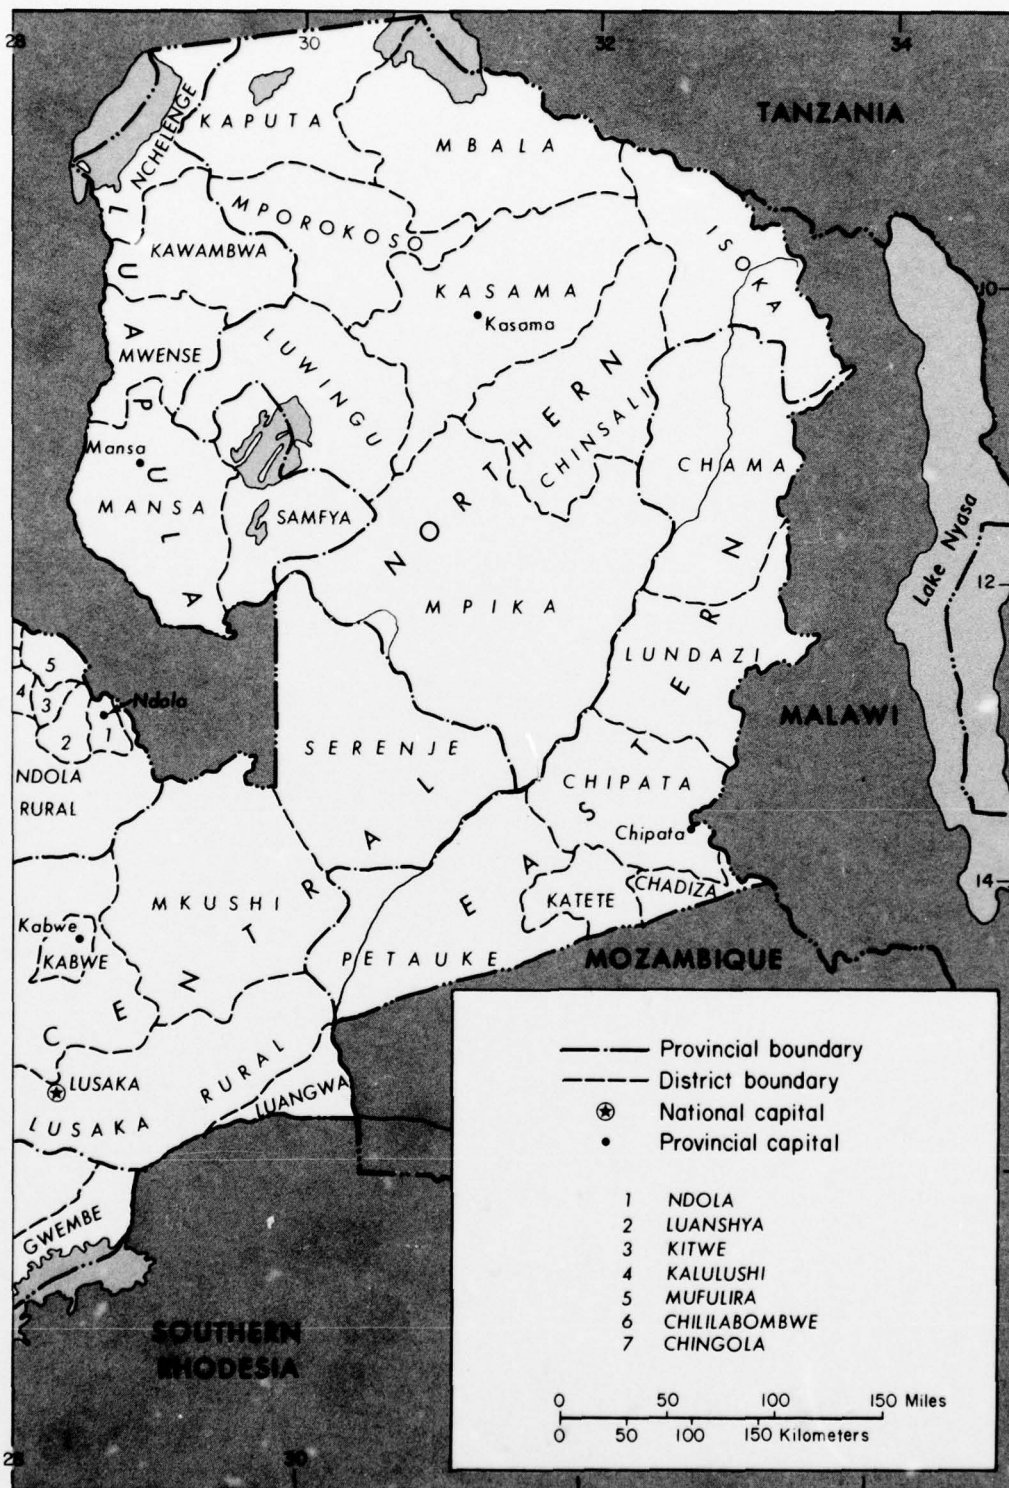 28
30
32
34
TANZANIA
NCHELENGE
KAPUTA
MBALA
MPOROKOSO
KAWAMBWA
ISOKA
LUAPULA
KASAMA
Kasama
10
MWENSE
LUWINGU
NORTHERN
CHINSALI
Mansa
MANSA
SAMFYA
CHAMA
Lake Nyasa
12
MPIKA
LUNDAZI
EASTERN
5
4
3
2
1
Ndola
MALAWI
NDOLA
RURAL
SERENJE
CHIPATA
Chipata
CENTRAL
14
MKUSHI
KATETE
CHADIZA
Kabwe
KABWE
PETAUKE
MOZAMBIQUE
LUSAKA
LUSAKA RURAL
LUANGWA
GWEMBE
SOUTHERN
RHODESIA
28
30
Provincial boundary
District boundary
National capital
Provincial capital
1 NDOLA
2 LUANSHYA
3 KITWE
4 KALULUSHI
5 MUFULIRA
6 CHILILABOMBWE
7 CHINGOLA
0 50 100 150 Miles
0 50 100 150 Kilometers